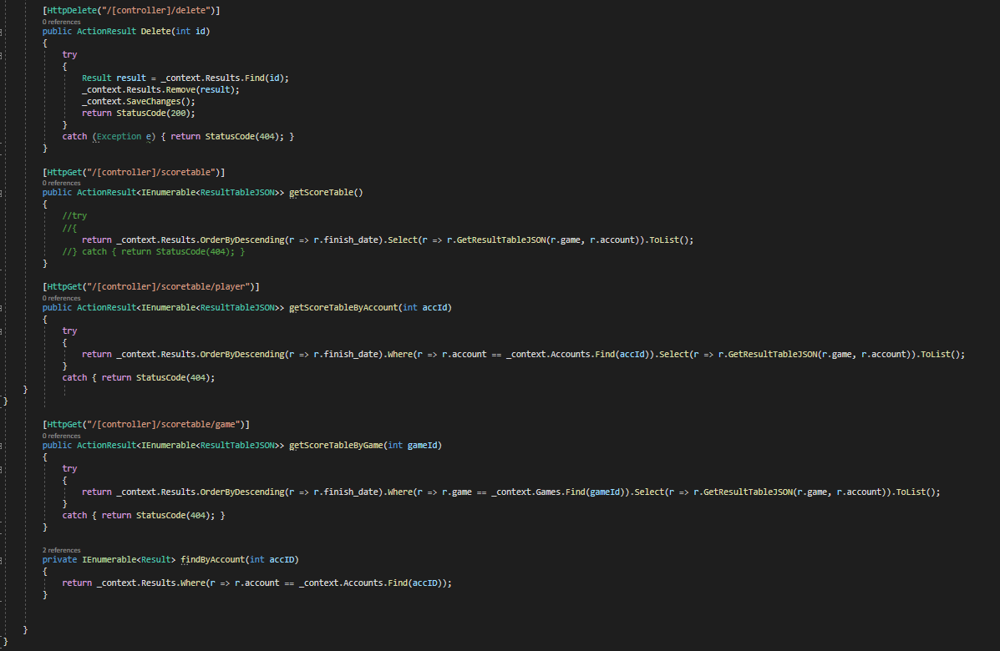 [HttpDelete("/[controller]/delete")]
0 references
public ActionResult Delete(int id)
{
try
{
Result result = _context.Results.Find(id);
_context.Results.Remove(result);
_context.SaveChanges();
return StatusCode(200);
}
catch (Exception e) { return StatusCode(404); }
}
[HttpGet("/[controller]/scoretable")]
0 references
public ActionResult<IEnumerable<ResultTableJSON>> getScoreTable()
{
//try
//{
return _context.Results.OrderByDescending(r => r.finish_date).Select(r => r.GetResultTableJSON(r.game, r.account)).ToList();
//} catch { return StatusCode(404); }
}
[HttpGet("/[controller]/scoretable/player")]
0 references
public ActionResult<IEnumerable<ResultTableJSON>> getScoreTableByAccount(int accId)
{
try
{
return _context.Results.OrderByDescending(r => r.finish_date).Where(r => r.account == _context.Accounts.Find(accId)).Select(r => r.GetResultTableJSON(r.game, r.account)).ToList();
}
catch { return StatusCode(404);
}
}
[HttpGet("/[controller]/scoretable/game")]
0 references
public ActionResult<IEnumerable<ResultTableJSON>> getScoreTableByGame(int gameId)
{
try
{
return _context.Results.OrderByDescending(r => r.finish_date).Where(r => r.game == _context.Games.Find(gameId)).Select(r => r.GetResultTableJSON(r.game, r.account)).ToList();
}
catch { return StatusCode(404); }
}
2 references
private IEnumerable<Result> findByAccount(int accID)
{
return _context.Results.Where(r => r.account == _context.Accounts.Find(accID));
}
}
}